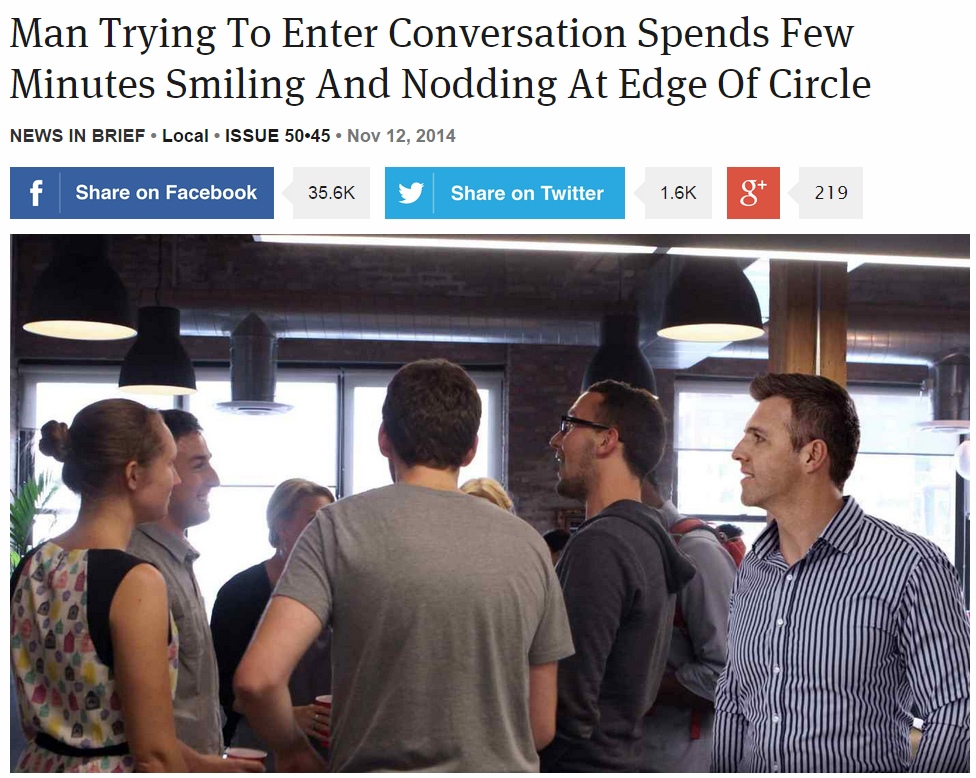 Man Trying To Enter Conversation Spends Few
Minutes Smiling And Nodding At Edge Of Circle
NEWS IN BRIEF • Local • ISSUE 50•45 • Nov 12, 2014
f Share on Facebook 35.6K Share on Twitter 1.6K g+ 219